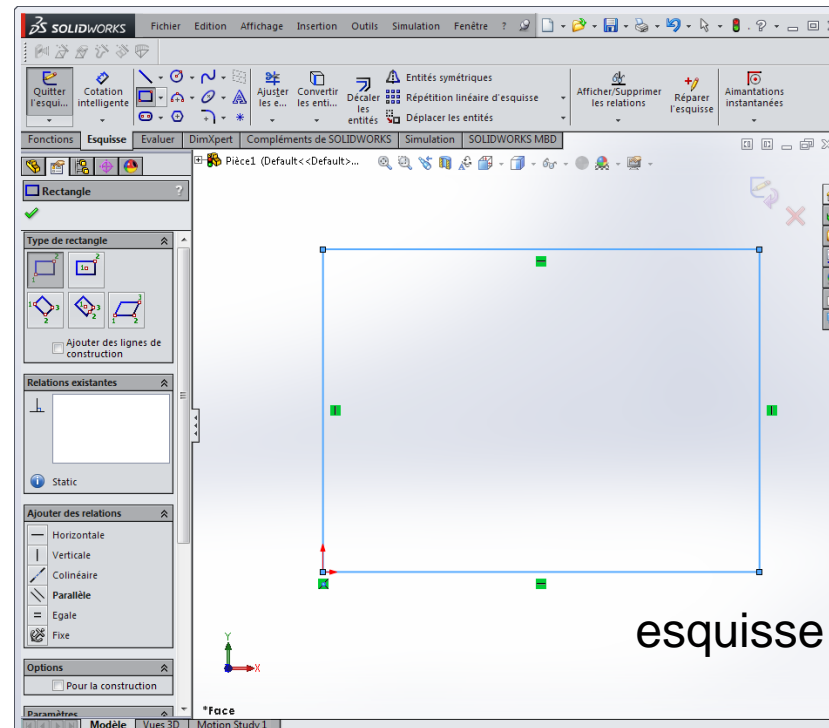 SOLIDWORKS Fichier Edition Affichage Insertion Outils Simulation Fenêtre ?
Quitter l'esqui...
Cotation intelligente
Ajuster les e...
Convertir les enti...
Décaler les entités
Entités symétriques
Répétition linéaire d'esquisse
Déplacer les entités
Afficher/Supprimer les relations
Réparer l'esquisse
Aimantations instantanées
Fonctions Esquisse Evaluer DimXpert Compléments de SOLIDWORKS Simulation SOLIDWORKS MBD
Pièce1 (Default<<Default>...
Rectangle ?
Type de rectangle
Ajouter des lignes de
construction
Relations existantes
Static
Ajouter des relations
Horizontale
Verticale
Colinéaire
Parallèle
Egale
Fixe
Options
Pour la construction
Paramètres
esquisse
Y
X
*Face
Modèle Vues 3D Motion Study 1